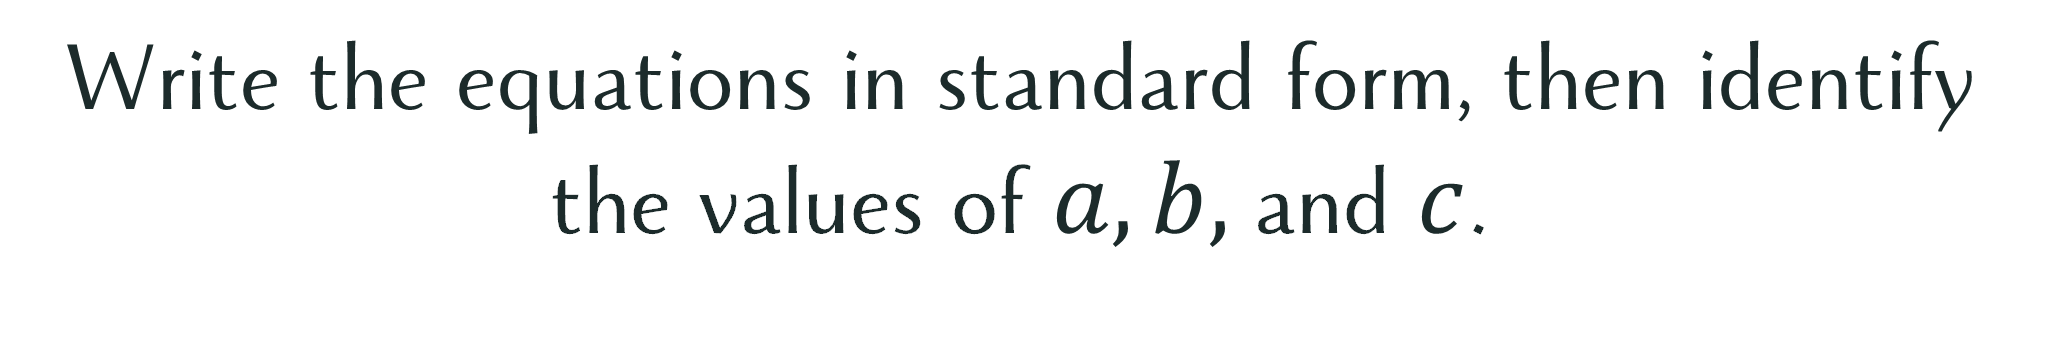 Write the equations in standard form, then identify
the values of a, b, and c.